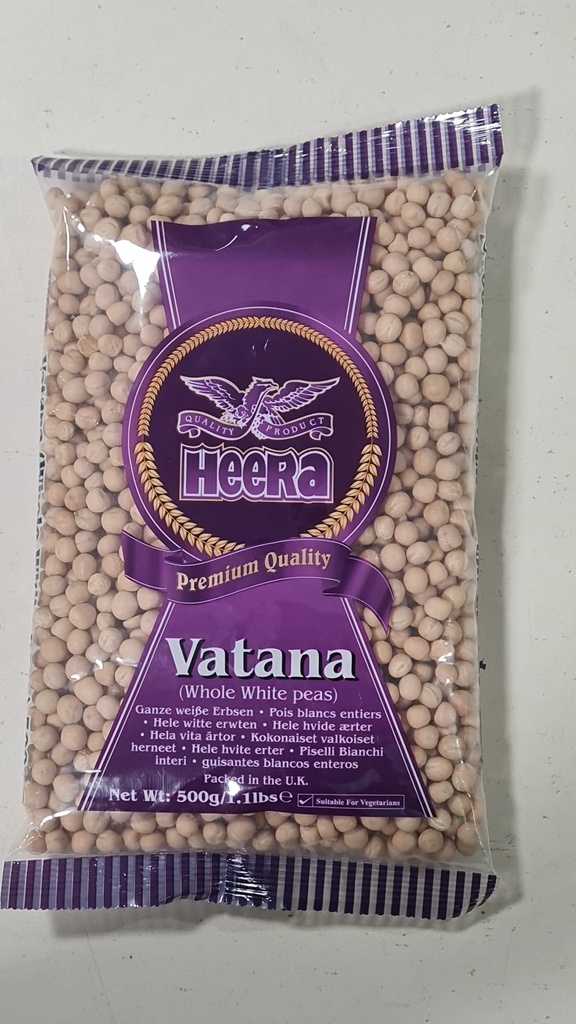 QUALITY PRODUCT
HEERa
Premium Quality
Vatana
(Whole White peas)
Ganze weiße Erbsen • Pois blancs entiers
• Hele witte erwten • Hele hvide ærter
• Hela vita ärtor • Kokonaiset valkoiset
herneet • Hele hvite erter • Piselli Bianchi
interi • guisantes blancos enteros
Packed in the U.K.
Net Wt: 500g/1.1lbs℮ Suitable For Vegetarians